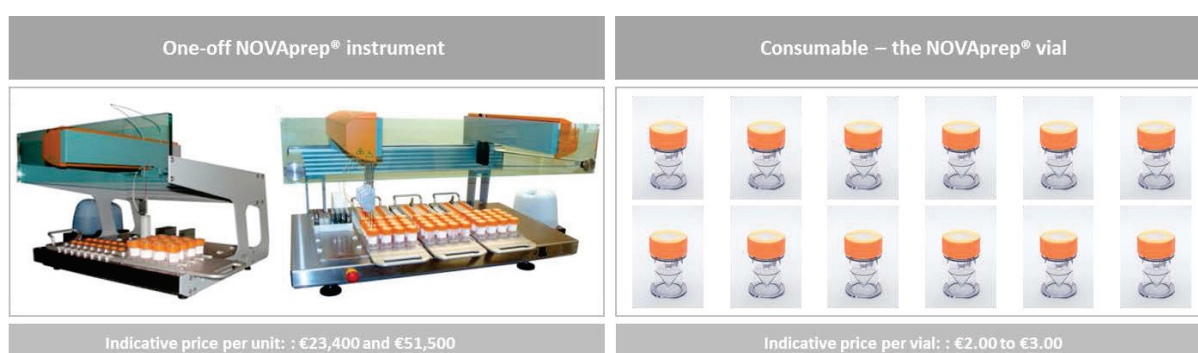 One-off NOVAprep® instrument
Consumable – the NOVAprep® vial
Indicative price per unit: : €23,400 and €51,500
Indicative price per vial: : €2.00 to €3.00